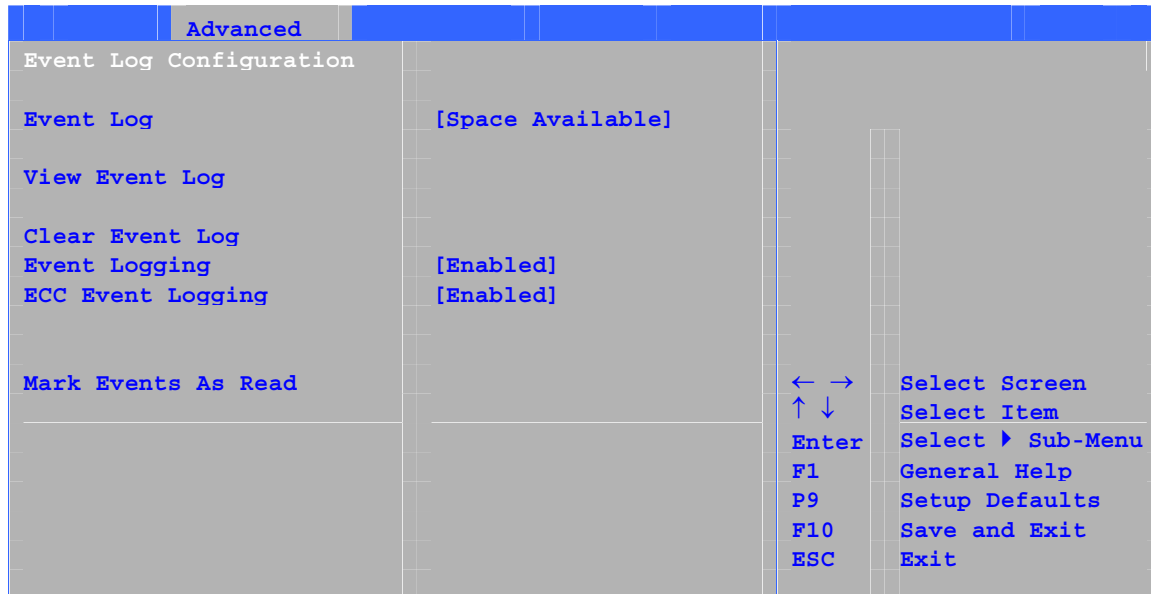 Advanced
Event Log Configuration
Event Log [Space Available]
View Event Log
Clear Event Log
Event Logging [Enabled]
ECC Event Logging [Enabled]
Mark Events As Read
← → Select Screen
↑ ↓ Select Item
Enter Select ▶ Sub-Menu
F1 General Help
P9 Setup Defaults
F10 Save and Exit
ESC Exit